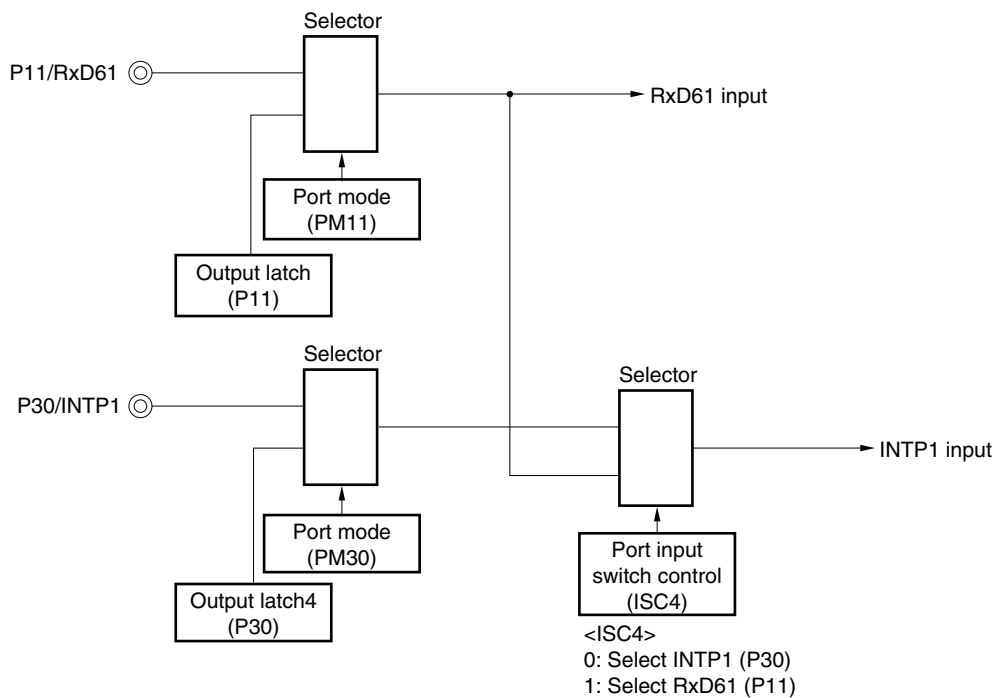 Selector
P11/RxD61
RxD61 input
Port mode
(PM11)
Output latch
(P11)
Selector
Selector
P30/INTP1
INTP1 input
Port mode
(PM30)
Port input
switch control
(ISC4)
Output latch4
(P30)
<ISC4>
0: Select INTP1 (P30)
1: Select RxD61 (P11)